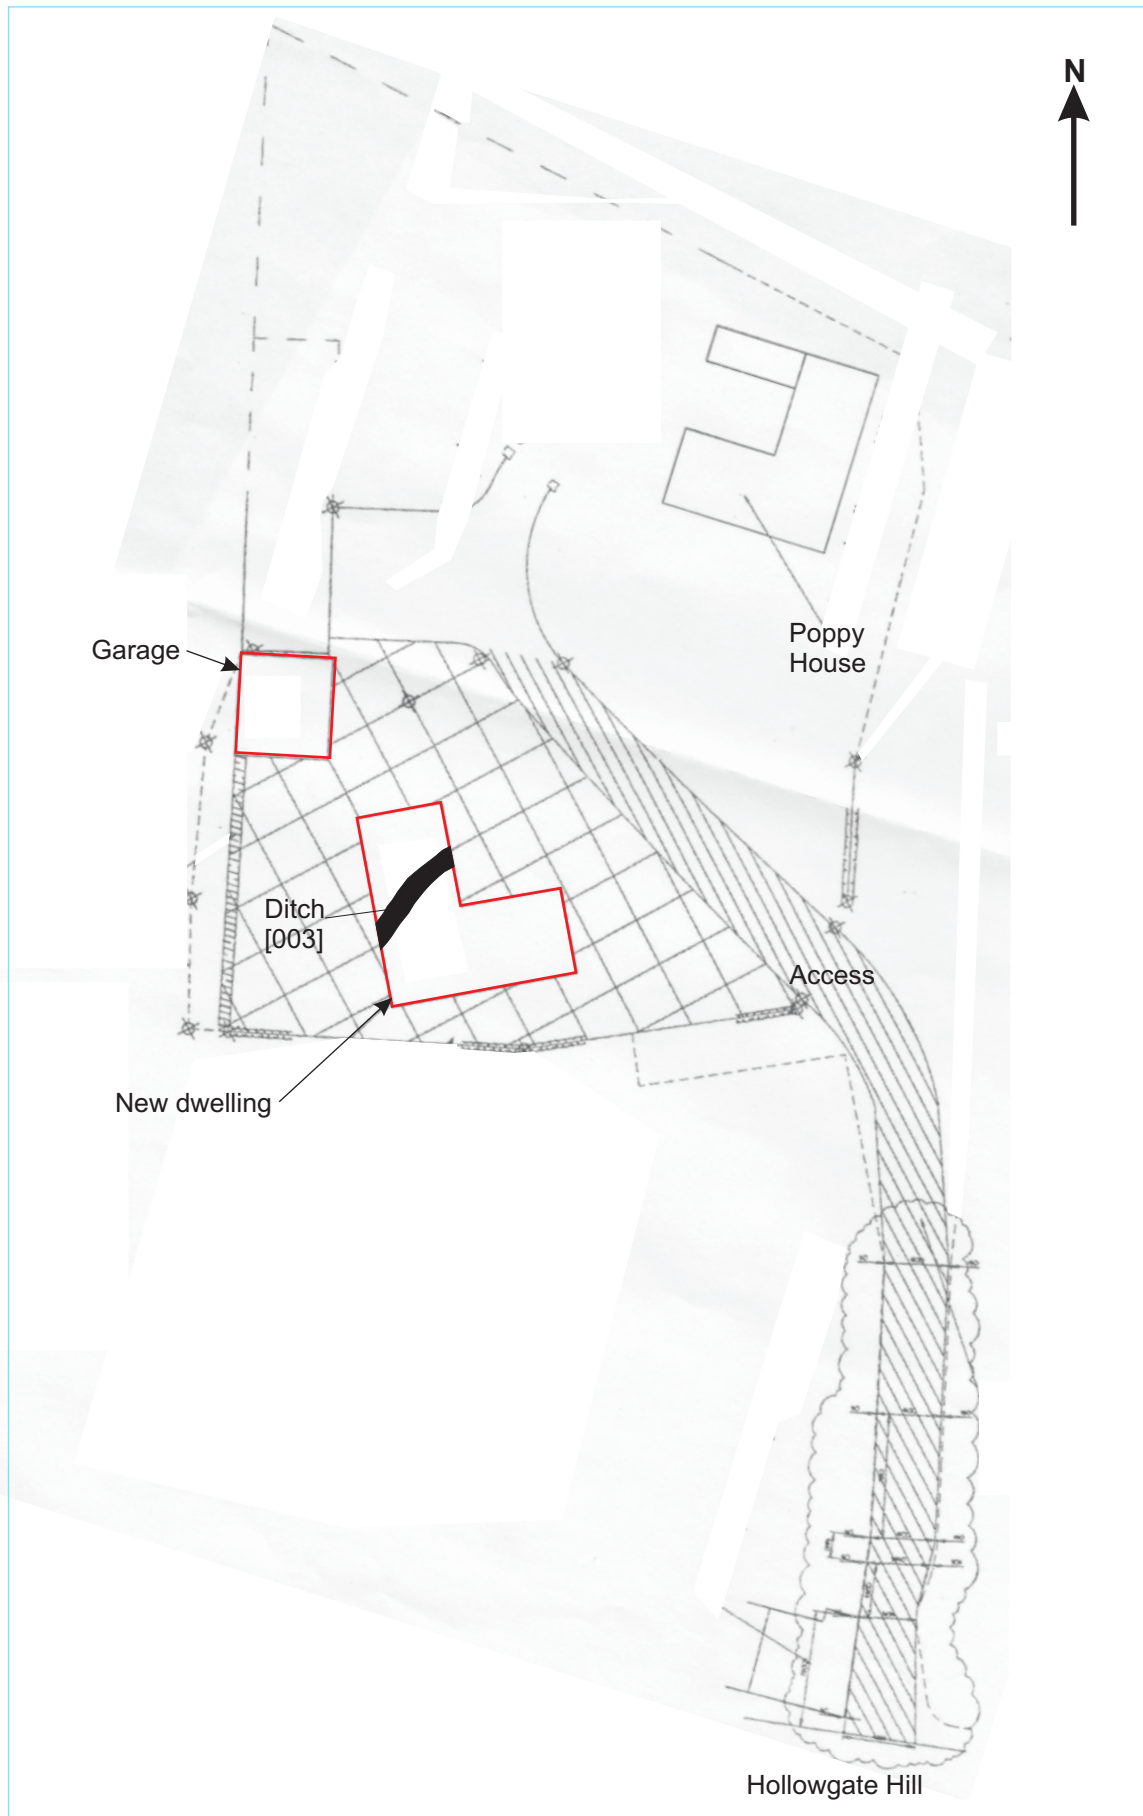 N
Garage
Poppy
House
Ditch
[003]
Access
New dwelling
Hollowgate Hill